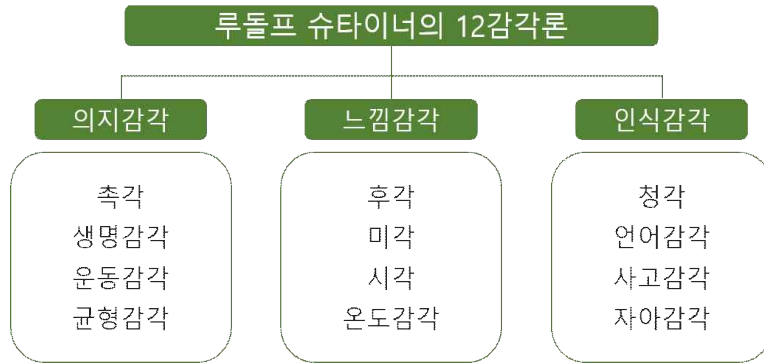 루돌프 슈타이너의 12감각론
의지감각
촉각
생명감각
운동감각
균형감각
느낌감각
후각
미각
시각
온도감각
인식감각
청각
언어감각
사고감각
자아감각